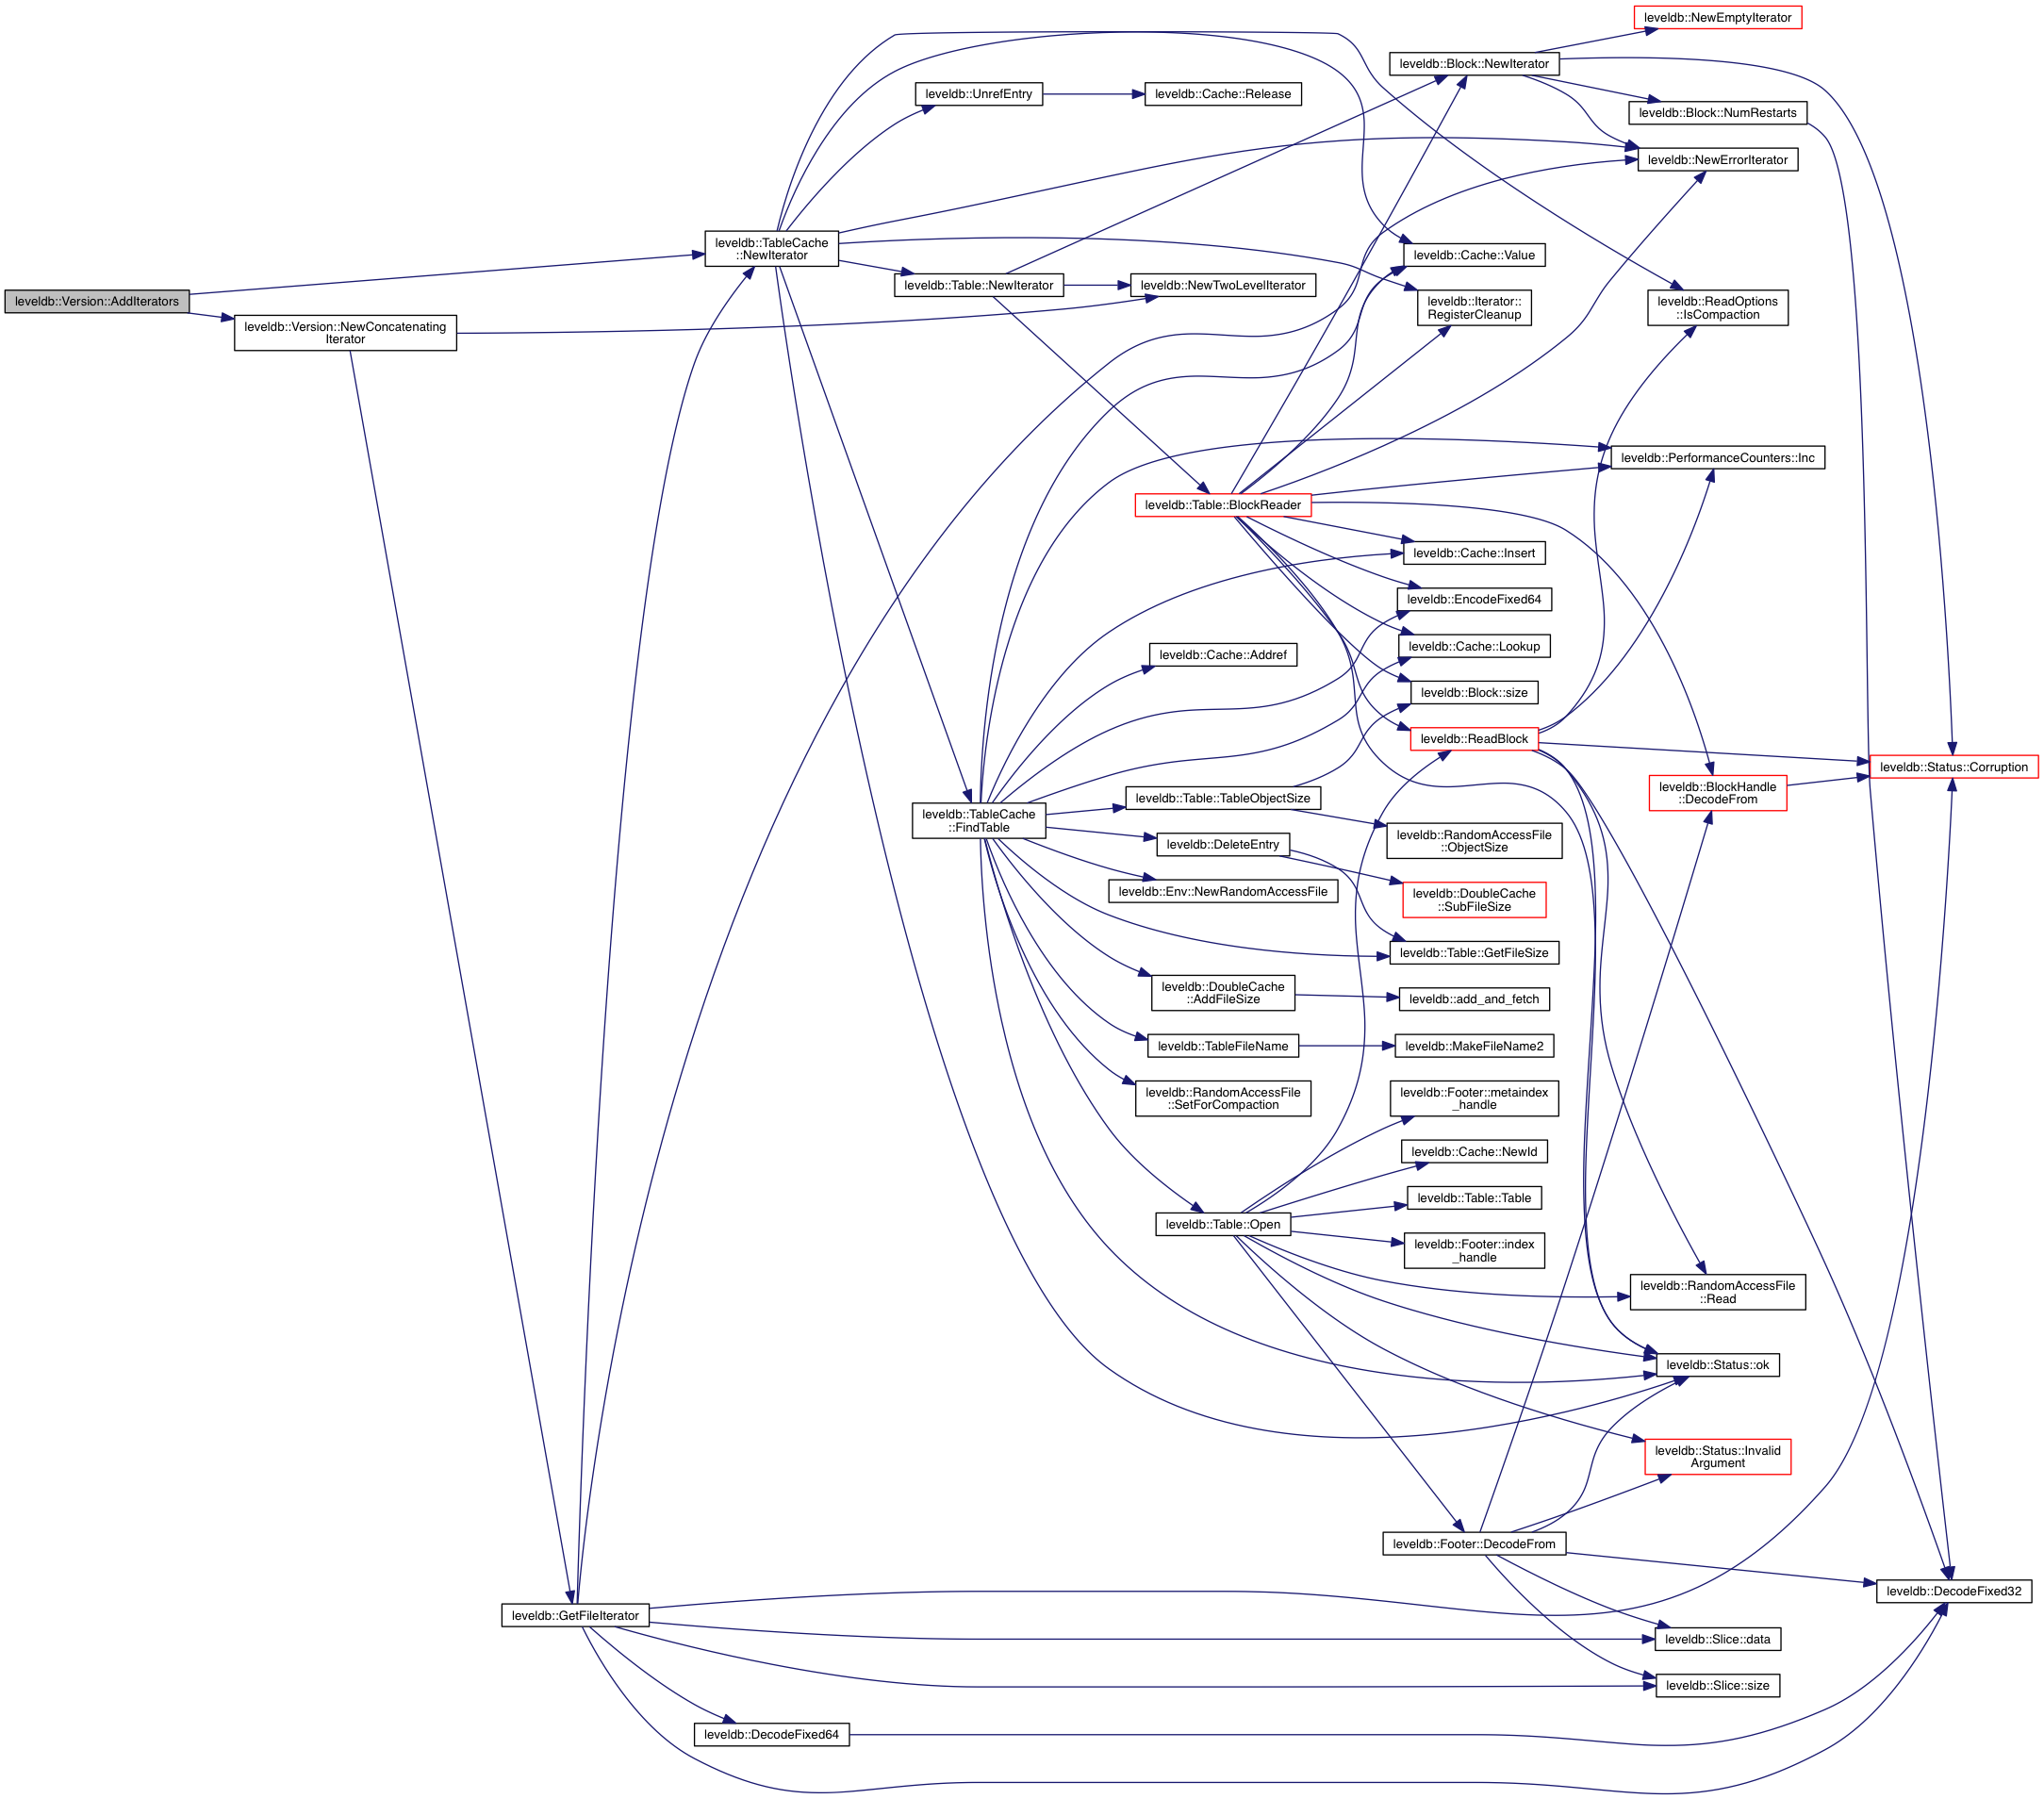 leveldb::NewEmptyIterator
leveldb::Block::NewIterator
leveldb::UnrefEntry
leveldb::Cache::Release
leveldb::Block::NumRestarts
leveldb::NewErrorIterator
leveldb::TableCache
::NewIterator
leveldb::Cache::Value
leveldb::Table::NewIterator
leveldb::NewTwoLevelIterator
leveldb::Version::AddIterators
leveldb::Iterator::
RegisterCleanup
leveldb::ReadOptions
::IsCompaction
leveldb::Version::NewConcatenating
Iterator
leveldb::PerformanceCounters::Inc
leveldb::Table::BlockReader
leveldb::Cache::Insert
leveldb::EncodeFixed64
leveldb::Cache::Lookup
leveldb::Cache::Addref
leveldb::Block::size
leveldb::ReadBlock
leveldb::Status::Corruption
leveldb::BlockHandle
::DecodeFrom
leveldb::Table::TableObjectSize
leveldb::TableCache
::FindTable
leveldb::RandomAccessFile
::ObjectSize
leveldb::DeleteEntry
leveldb::Env::NewRandomAccessFile
leveldb::DoubleCache
::SubFileSize
leveldb::Table::GetFileSize
leveldb::DoubleCache
::AddFileSize
leveldb::add_and_fetch
leveldb::TableFileName
leveldb::MakeFileName2
leveldb::RandomAccessFile
::SetForCompaction
leveldb::Footer::metaindex
_handle
leveldb::Cache::NewId
leveldb::Table::Table
leveldb::Table::Open
leveldb::Footer::index
_handle
leveldb::RandomAccessFile
::Read
leveldb::Status::ok
leveldb::Status::Invalid
Argument
leveldb::Footer::DecodeFrom
leveldb::DecodeFixed32
leveldb::GetFileIterator
leveldb::Slice::data
leveldb::Slice::size
leveldb::DecodeFixed64